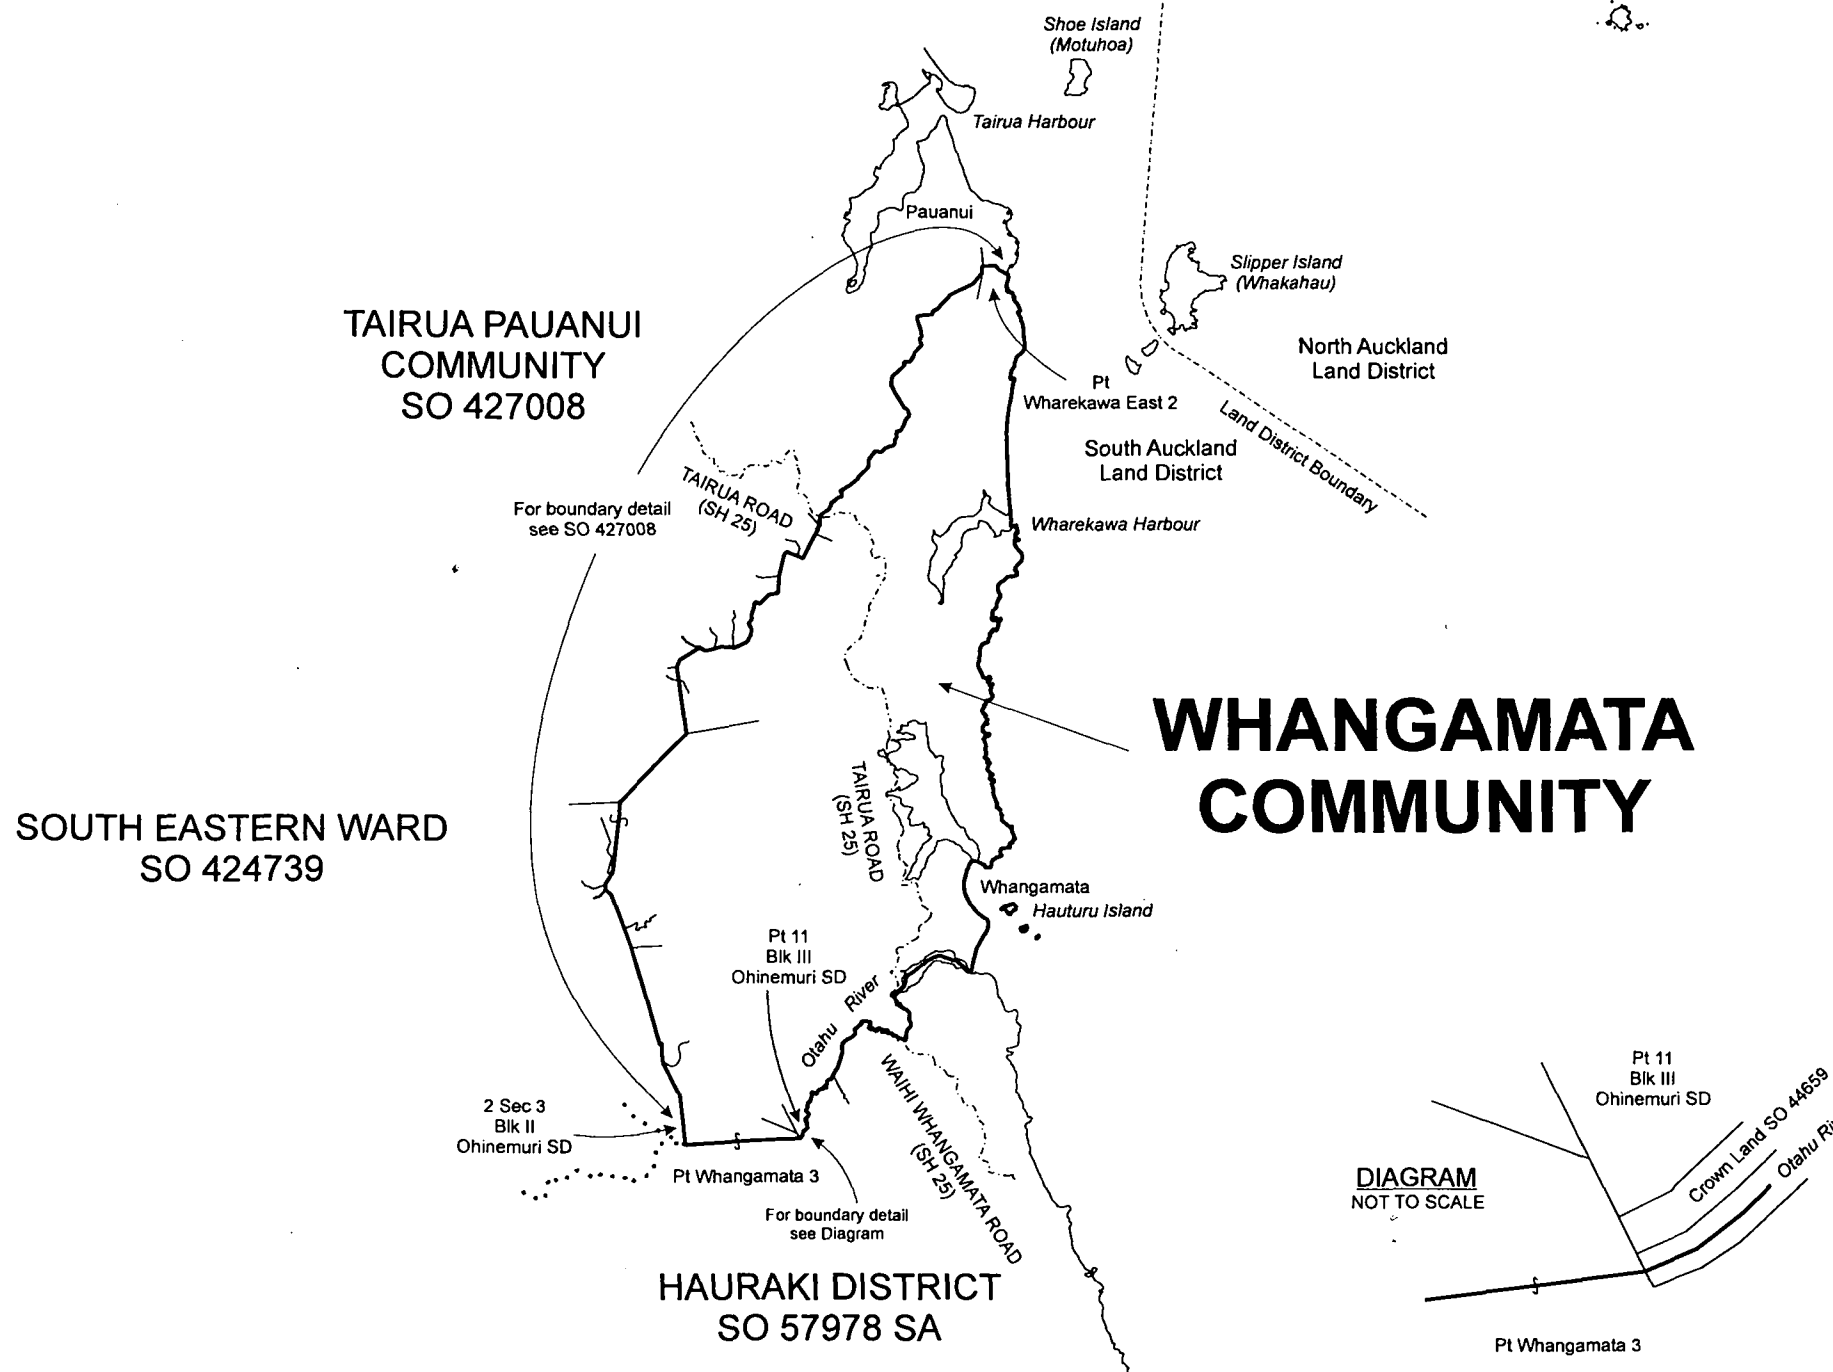 Shoe Island
(Motuhoa)
Tairua Harbour
Pauanui
Slipper Island
(Whakahau)
TAIRUA PAUANUI
COMMUNITY
SO 427008
North Auckland
Land District
Pt
Wharekawa East 2
Land District Boundary
South Auckland
Land District
TAIRUA ROAD
(SH 25)
For boundary detail
see SO 427008
Wharekawa Harbour
WHANGAMATA
COMMUNITY
TAIRUA ROAD
(SH 25)
SOUTH EASTERN WARD
SO 424739
Whangamata
Hauturu Island
Pt 11
Blk III
Ohinemuri SD
Otahu River
WAIHI WHANGAMATA ROAD
(SH 25)
2 Sec 3
Blk II
Ohinemuri SD
Pt Whangamata 3
For boundary detail
see Diagram
HAURAKI DISTRICT
SO 57978 SA
DIAGRAM
NOT TO SCALE
Pt 11
Blk III
Ohinemuri SD
Crown Land SO 44659
Otahu Ri
Pt Whangamata 3